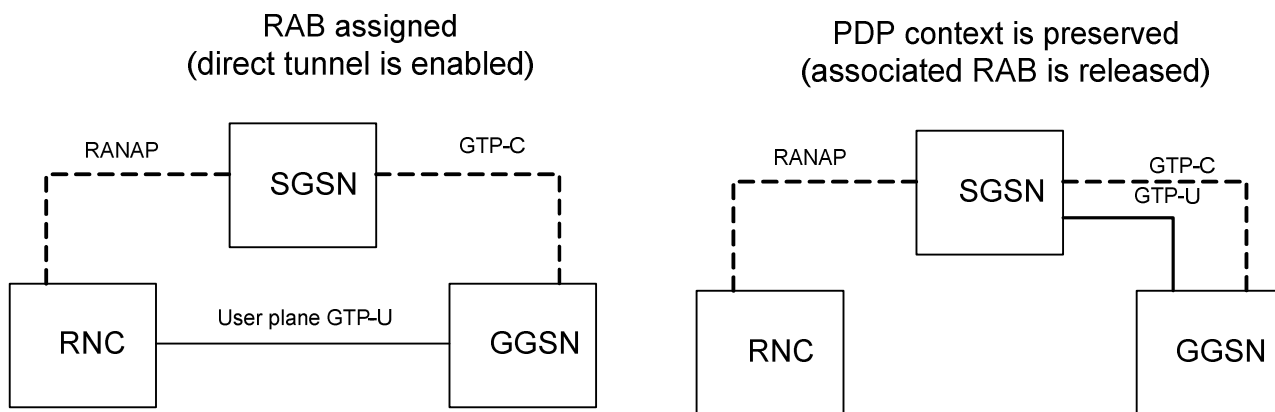 RAB assigned
(direct tunnel is enabled)
RANAP
GTP-C
SGSN
User plane GTP-U
RNC
GGSN
PDP context is preserved
(associated RAB is released)
RANAP
GTP-C
GTP-U
SGSN
RNC
GGSN